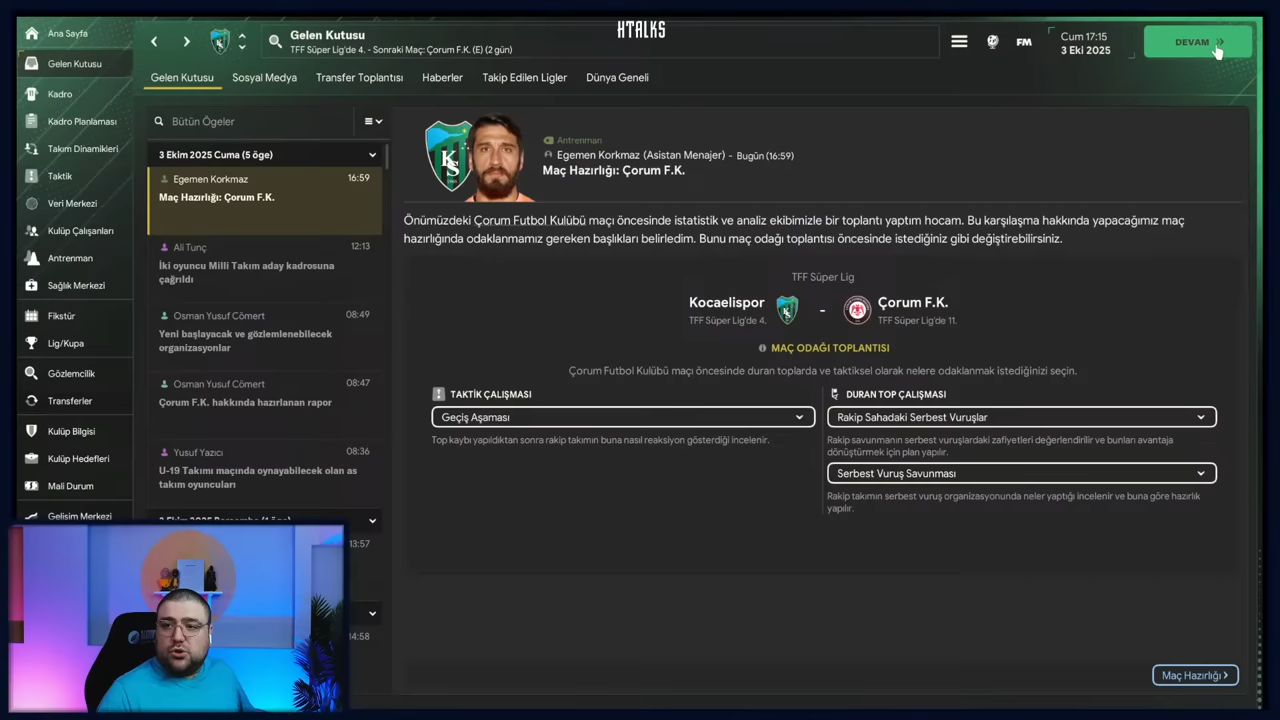 HTALKS
Ana Sayfa
Gelen Kutusu
Kadro
Kadro Planlaması
Takım Dinamikleri
Taktik
Veri Merkezi
Kulüp Çalışanları
Antrenman
Sağlık Merkezi
Fikstür
Lig/Kupa
Gözlemcilik
Transferler
Kulüp Bilgisi
Kulüp Hedefleri
Mali Durum
Gelişim Merkezi
Gelen Kutusu
TFF Süper Lig'de 4. - Sonraki Maç: Çorum F.K. (E) (2 gün)
FM
Cum 17:15
3 Eki 2025
DEVAM
Gelen Kutusu
Sosyal Medya
Transfer Toplantısı
Haberler
Takip Edilen Ligler
Dünya Geneli
Bütün Ögeler
3 Ekim 2025 Cuma (5 öge)
Egemen Korkmaz 16:59
Maç Hazırlığı: Çorum F.K.
Ali Tunç 12:13
İki oyuncu Milli Takım aday kadrosuna
çağrıldı
Osman Yusuf Cömert 08:49
Yeni başlayacak ve gözlemlenebilecek
organizasyonlar
Osman Yusuf Cömert 08:47
Çorum F.K. hakkında hazırlanan rapor
Yusuf Yazıcı 08:36
U-19 Takımı maçında oynayabilecek olan as
takım oyuncuları
13:57
14:58
Antrenman
Egemen Korkmaz (Asistan Menajer) - Bugün (16:59)
Maç Hazırlığı: Çorum F.K.
Önümüzdeki Çorum Futbol Kulübü maçı öncesinde istatistik ve analiz ekibimizle bir toplantı yaptım hocam. Bu karşılaşma hakkında yapacağımız maç
hazırlığında odaklanmamız gereken başlıkları belirledim. Bunu maç odağı toplantısı öncesinde istediğiniz gibi değiştirebilirsiniz.
TFF Süper Lig
Kocaelispor - Çorum F.K.
TFF Süper Lig'de 4. TFF Süper Lig'de 11.
MAÇ ODAĞI TOPLANTISI
Çorum Futbol Kulübü maçı öncesinde duran toplarda ve taktiksel olarak nelere odaklanmak istediğinizi seçin.
TAKTİK ÇALIŞMASI
Geçiş Aşaması
Top kaybı yapıldıktan sonra rakip takımın buna nasıl reaksiyon gösterdiği incelenir.
DURAN TOP ÇALIŞMASI
Rakip Sahadaki Serbest Vuruşlar
Rakip savunmanın serbest vuruşlardaki zafiyetleri değerlendirilir ve bunları avantaja
dönüştürmek için plan yapılır.
Serbest Vuruş Savunması
Rakip takımın serbest vuruş organizasyonunda neler yaptığı incelenir ve buna göre hazırlık
yapılır.
Maç Hazırlığı